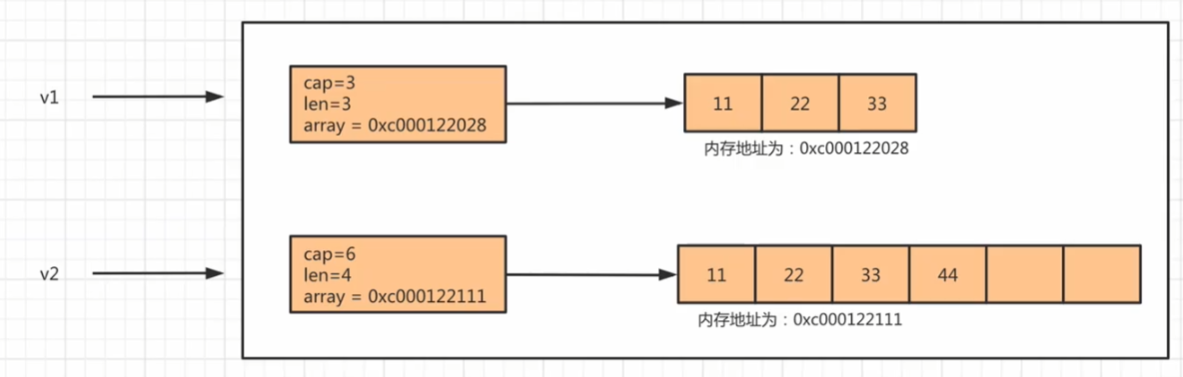 v1
cap=3
len=3
array = 0xc000122028
11 22 33
内存地址为：0xc000122028
v2
cap=6
len=4
array = 0xc000122111
11 22 33 44
内存地址为：0xc000122111